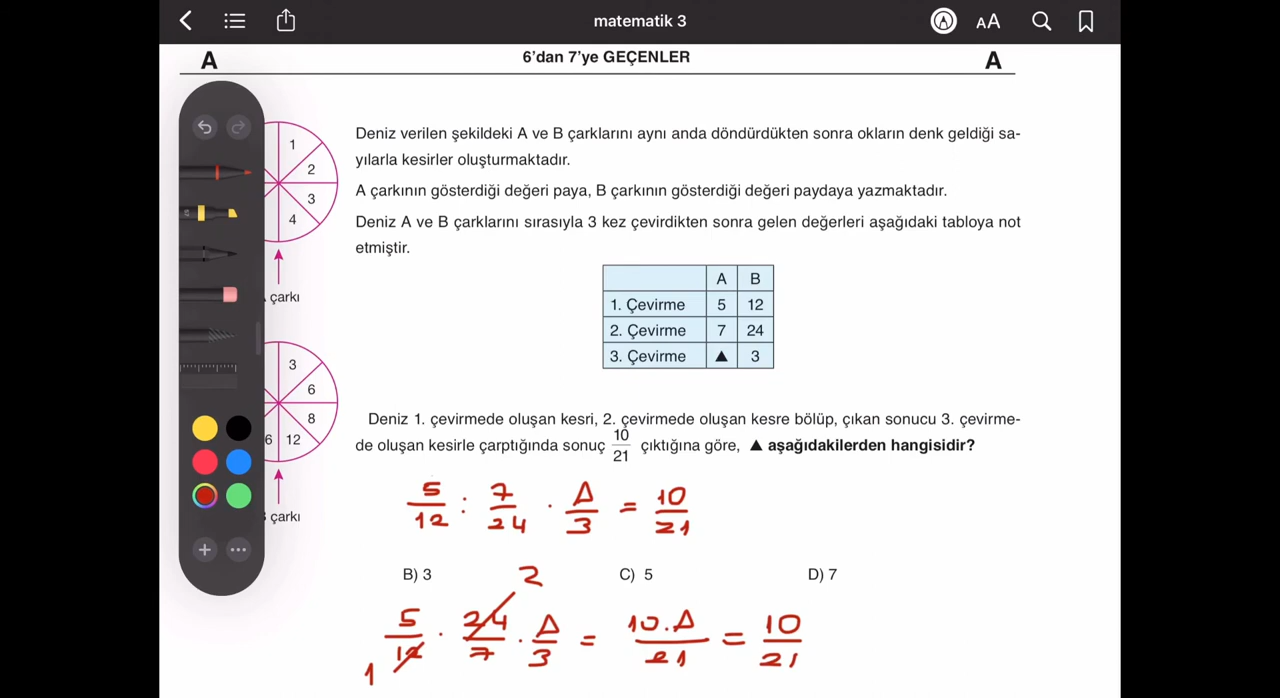 matematik 3
AA
A 6'dan 7'ye GEÇENLER A
1
2
3
4
çarkı
3
6
8
6 12
çarkı
Deniz verilen şekildeki A ve B çarklarını aynı anda döndürdükten sonra okların denk geldiği sa-
yılarla kesirler oluşturmaktadır.
A çarkının gösterdiği değeri paya, B çarkının gösterdiği değeri paydaya yazmaktadır.
Deniz A ve B çarklarını sırasıyla 3 kez çevirdikten sonra gelen değerleri aşağıdaki tabloya not
etmiştir.
A B
1. Çevirme 5 12
2. Çevirme 7 24
3. Çevirme ▲ 3
Deniz 1. çevirmede oluşan kesri, 2. çevirmede oluşan kesre bölüp, çıkan sonucu 3. çevirme-
de oluşan kesirle çarptığında sonuç 10/21 çıktığına göre, ▲ aşağıdakilerden hangisidir?
5/12 : 7/24 · Δ/3 = 10/21
B) 3 C) 5 D) 7
2
5/12 · 24/7 · Δ/3 = 10.Δ/21 = 10/21
1